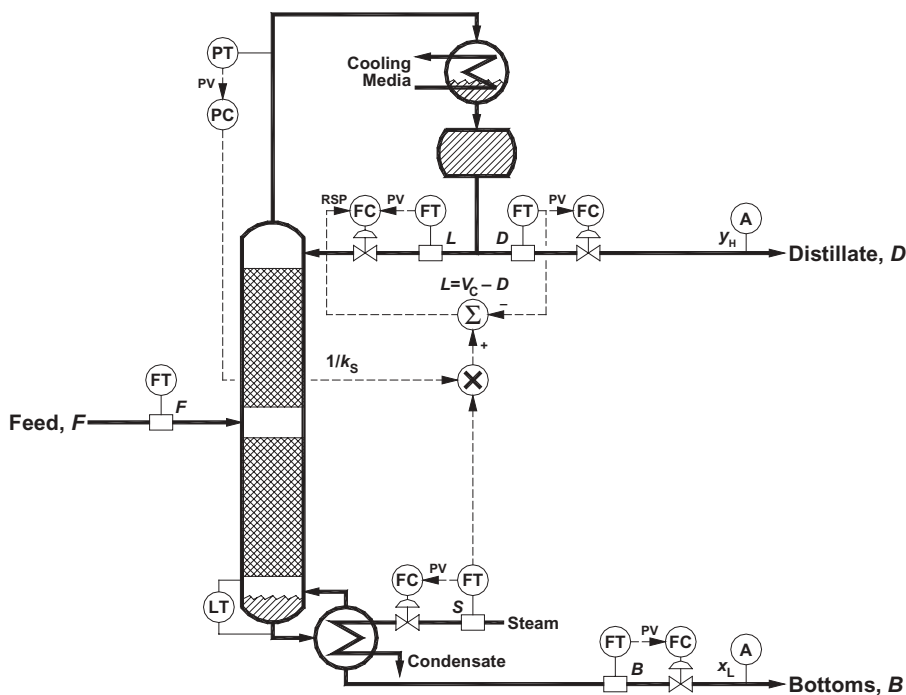 PT
Cooling
Media
PV
PC
RSP
FC
PV
FT
FT
PV
FC
A
L
D
y_H
Distillate, D
L=V_C – D
–
Σ
+
1/k_S
×
FT
F
Feed, F
LT
FC
PV
FT
S
Steam
Condensate
FT
PV
FC
A
B
x_L
Bottoms, B